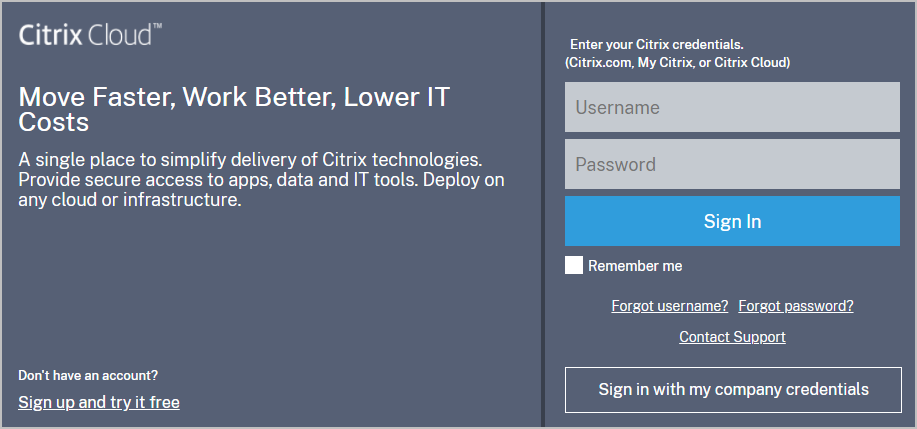 Citrix Cloud™
Move Faster, Work Better, Lower IT
Costs
A single place to simplify delivery of Citrix technologies.
Provide secure access to apps, data and IT tools. Deploy on
any cloud or infrastructure.
Don't have an account?
Sign up and try it free
Enter your Citrix credentials.
(Citrix.com, My Citrix, or Citrix Cloud)
Username
Password
Sign In
Remember me
Forgot username? Forgot password?
Contact Support
Sign in with my company credentials